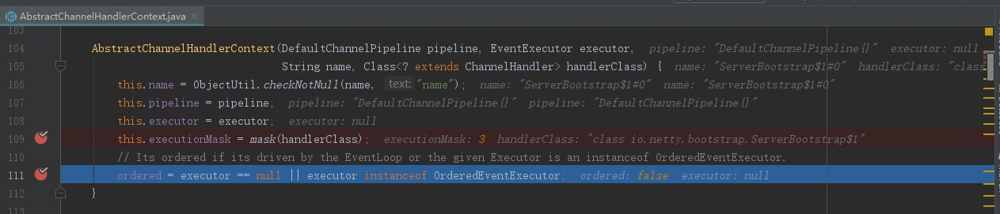 AbstractChannelHandlerContext.java ×
103
104 AbstractChannelHandlerContext(DefaultChannelPipeline pipeline, EventExecutor executor, pipeline: "DefaultChannelPipeline{}" executor: null
105 String name, Class<? extends ChannelHandler> handlerClass) { name: "ServerBootstrap$1#0" handlerClass: "class
106 this.name = ObjectUtil.checkNotNull(name, text: "name"); name: "ServerBootstrap$1#0" name: "ServerBootstrap$1#0"
107 this.pipeline = pipeline; pipeline: "DefaultChannelPipeline{}" pipeline: "DefaultChannelPipeline{}"
108 this.executor = executor; executor: null
109 this.executionMask = mask(handlerClass); executionMask: 3 handlerClass: "class io.netty.bootstrap.ServerBootstrap$1"
110 // Its ordered if its driven by the EventLoop or the given Executor is an instanceof OrderedEventExecutor.
111 ordered = executor == null || executor instanceof OrderedEventExecutor; ordered: false executor: null
112 }
113